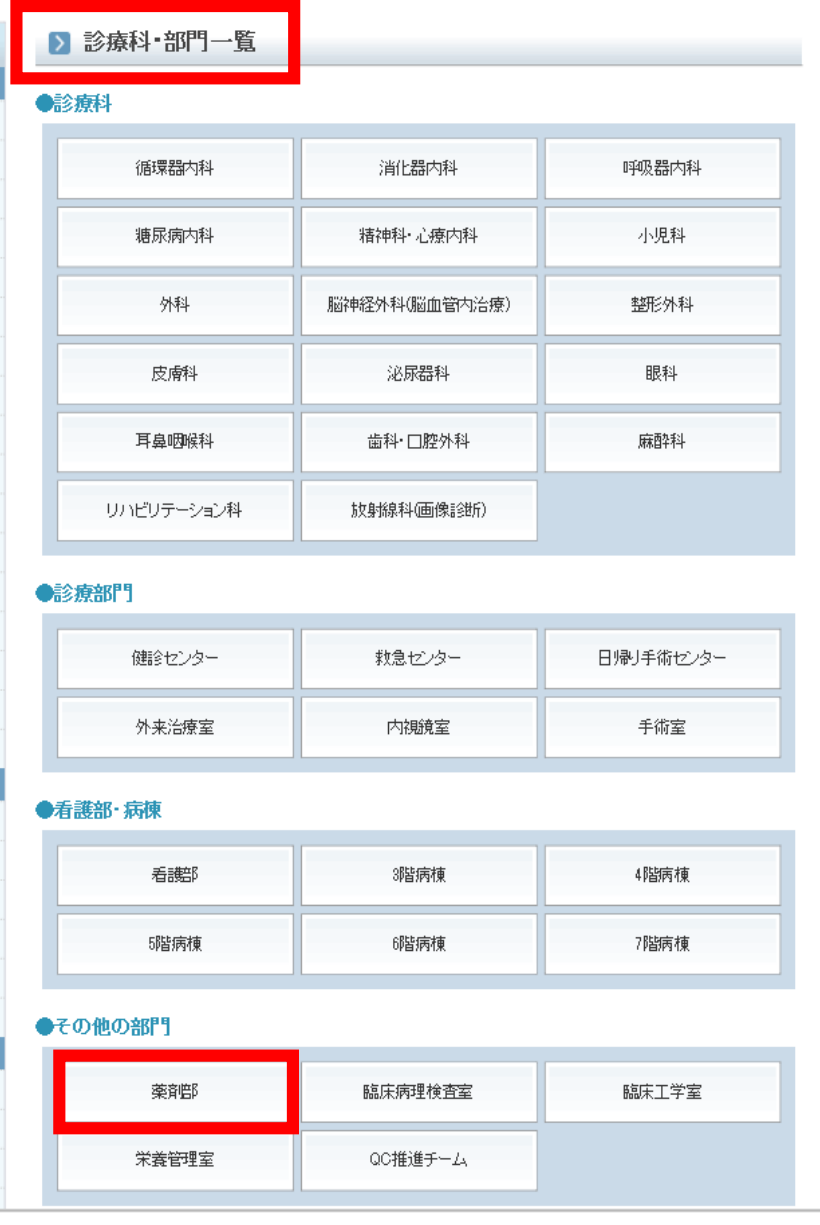 診療科・部門一覧
●診療科
循環器内科 消化器内科 呼吸器内科
糖尿病内科 精神科・心療内科 小児科
外科 脳神経外科(脳血管内治療) 整形外科
皮膚科 泌尿器科 眼科
耳鼻咽喉科 歯科・口腔外科 麻酔科
リハビリテーション科 放射線科(画像診断)
●診療部門
健診センター 救急センター 日帰り手術センター
外来治療室 内視鏡室 手術室
●看護部・病棟
看護部 3階病棟 4階病棟
5階病棟 6階病棟 7階病棟
●その他の部門
薬剤部 臨床病理検査室 臨床工学室
栄養管理室 QC推進チーム